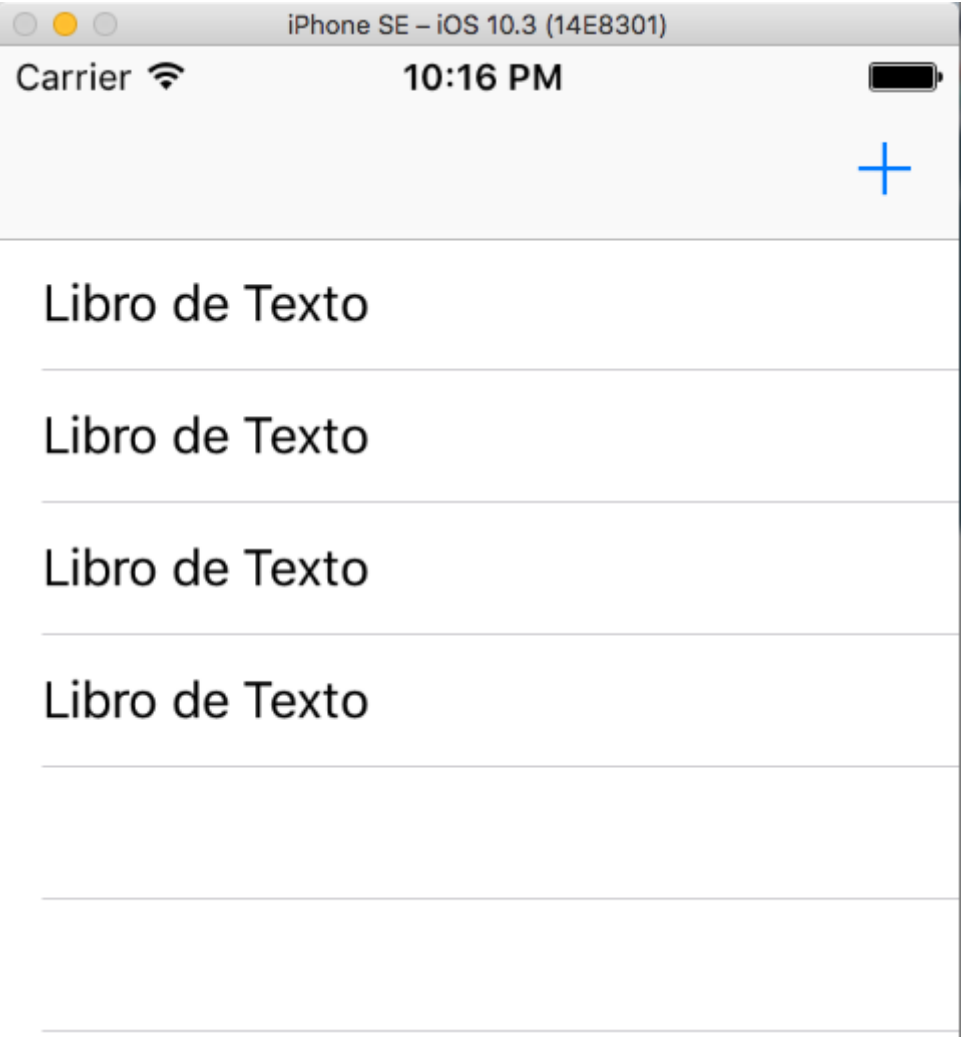 iPhone SE – iOS 10.3 (14E8301)
Carrier 10:16 PM
Libro de Texto
Libro de Texto
Libro de Texto
Libro de Texto